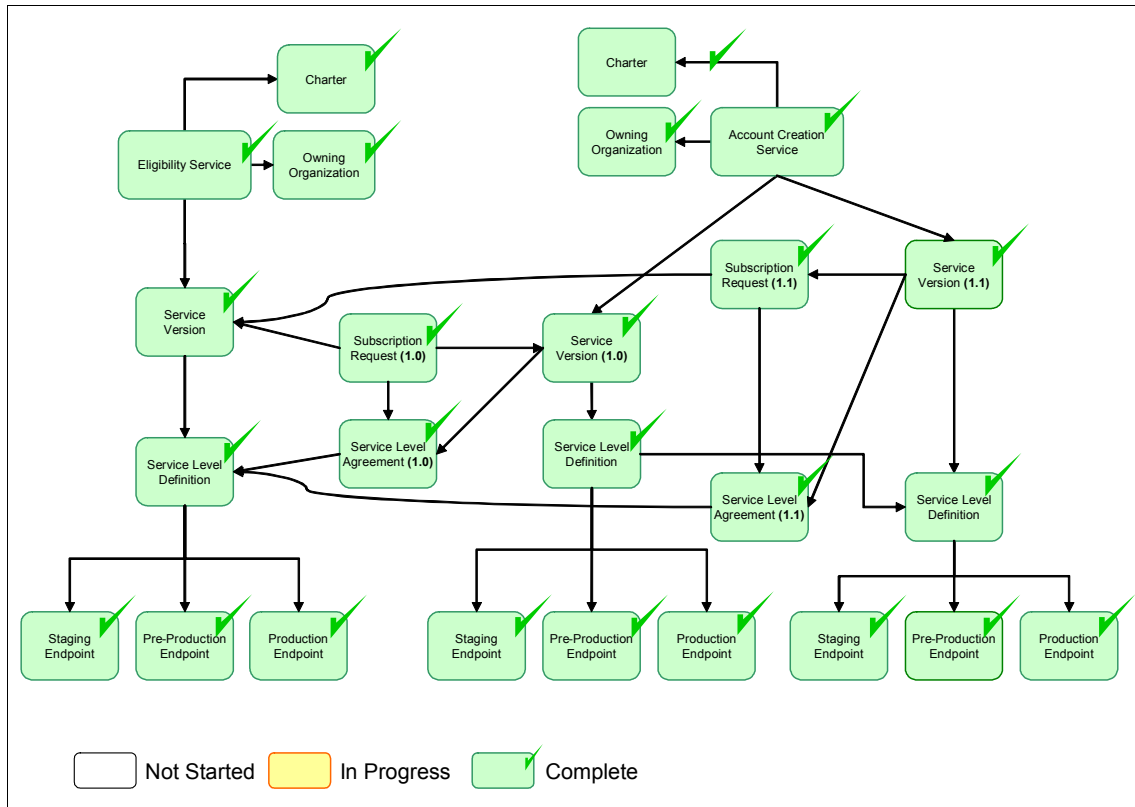 Charter
Charter
Eligibility Service
Owning
Organization
Owning
Organization
Account Creation
Service
Subscription
Request (1.1)
Service
Version (1.1)
Service
Version
Subscription
Request (1.0)
Service
Version (1.0)
Service Level
Definition
Service Level
Agreement (1.0)
Service Level
Definition
Service Level
Agreement (1.1)
Service Level
Definition
Staging
Endpoint
Pre-Production
Endpoint
Production
Endpoint
Staging
Endpoint
Pre-Production
Endpoint
Production
Endpoint
Staging
Endpoint
Pre-Production
Endpoint
Production
Endpoint
Not Started
In Progress
Complete